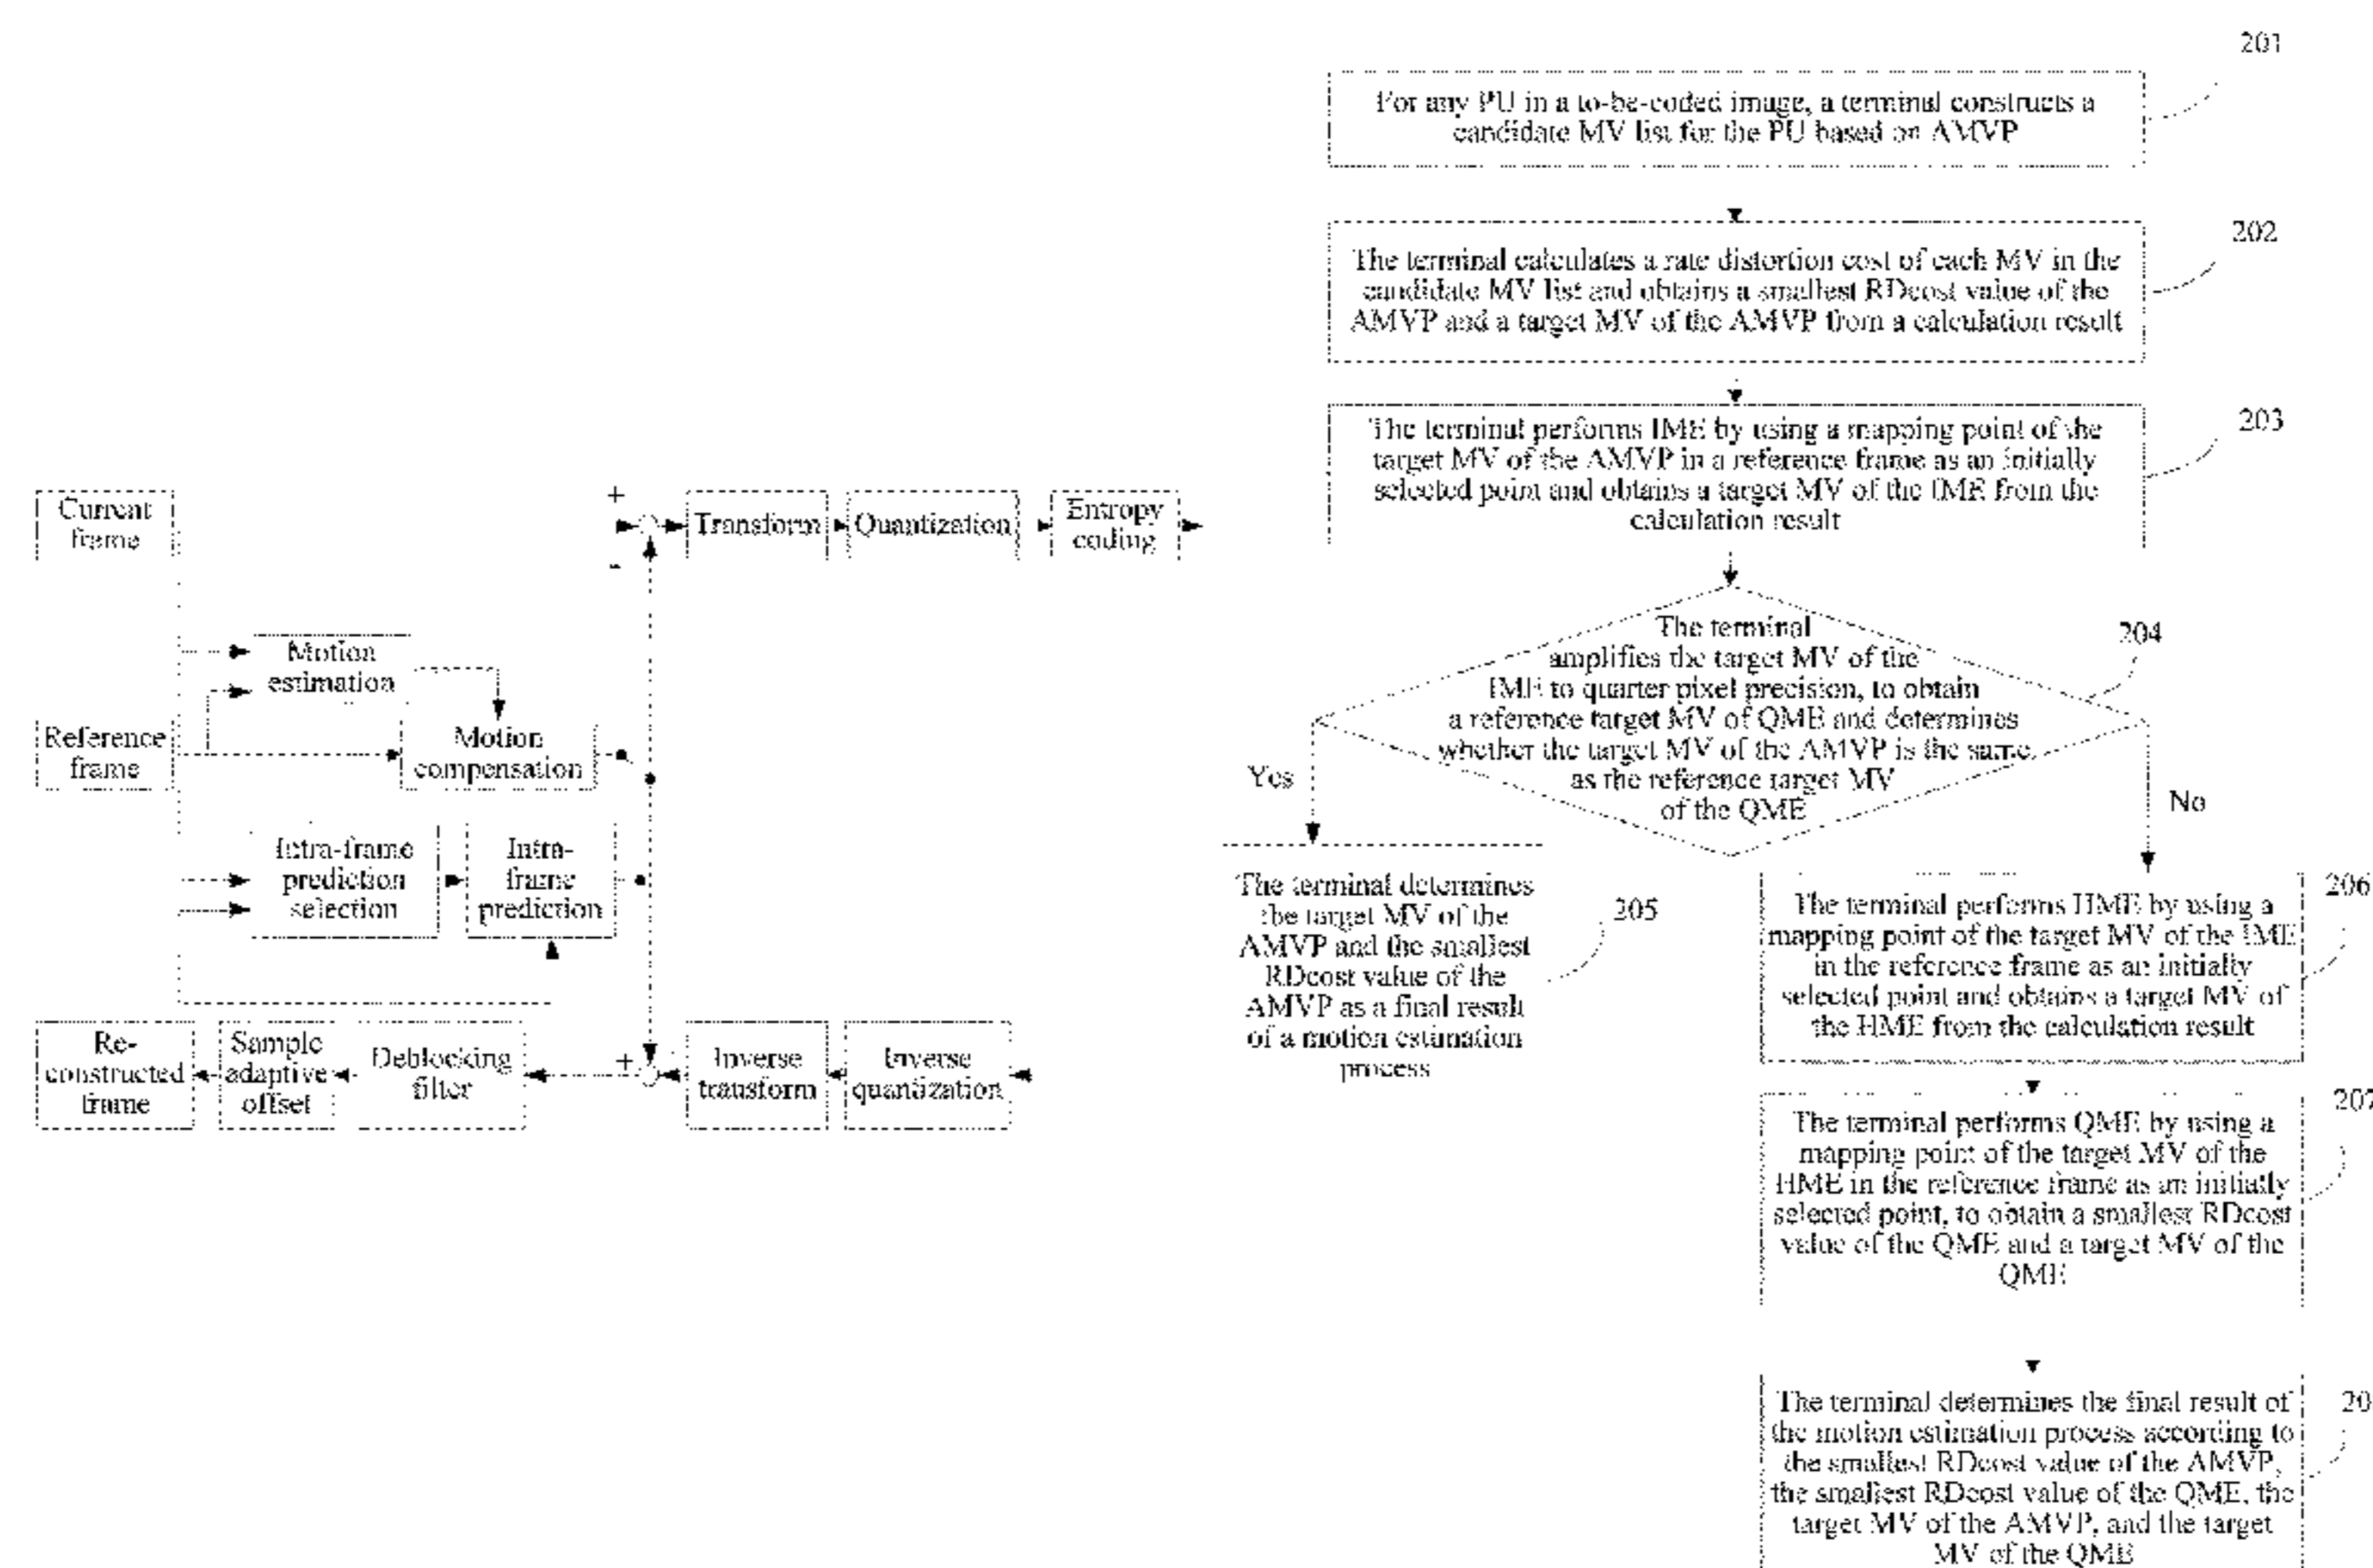 Current
frame
+
-
Transform
Quantization
Entropy
coding
Motion
estimation
Reference
frame
Motion
compensation
Intra-frame
prediction
selection
Intra-
frame
prediction
Re-
constructed
frame
Sample
adaptive
offset
Deblocking
filter
+
Inverse
transform
Inverse
quantization
201
For any PU in a to-be-coded image, a terminal constructs a
candidate MV list for the PU based on AMVP
202
The terminal calculates a rate distortion cost of each MV in the
candidate MV list and obtains a smallest RDcost value of the
AMVP and a target MV of the AMVP from a calculation result
203
The terminal performs IME by using a mapping point of the
target MV of the AMVP in a reference frame as an initially
selected point and obtains a target MV of the IME from the
calculation result
204
The terminal
amplifies the target MV of the
IME to quarter pixel precision, to obtain
a reference target MV of QME and determines
whether the target MV of the AMVP is the same
as the reference target MV
of the QME
Yes
No
The terminal determines
the target MV of the
AMVP and the smallest
RDcost value of the
AMVP as a final result
of a motion estimation
process
205
206
The terminal performs HME by using a
mapping point of the target MV of the IME
in the reference frame as an initially
selected point and obtains a target MV of
the HME from the calculation result
207
The terminal performs QME by using a
mapping point of the target MV of the
HME in the reference frame as an initially
selected point, to obtain a smallest RDcost
value of the QME and a target MV of the
QME
20
The terminal determines the final result of
the motion estimation process according to
the smallest RDcost value of the AMVP,
the smallest RDcost value of the QME, the
target MV of the AMVP, and the target
MV of the QME